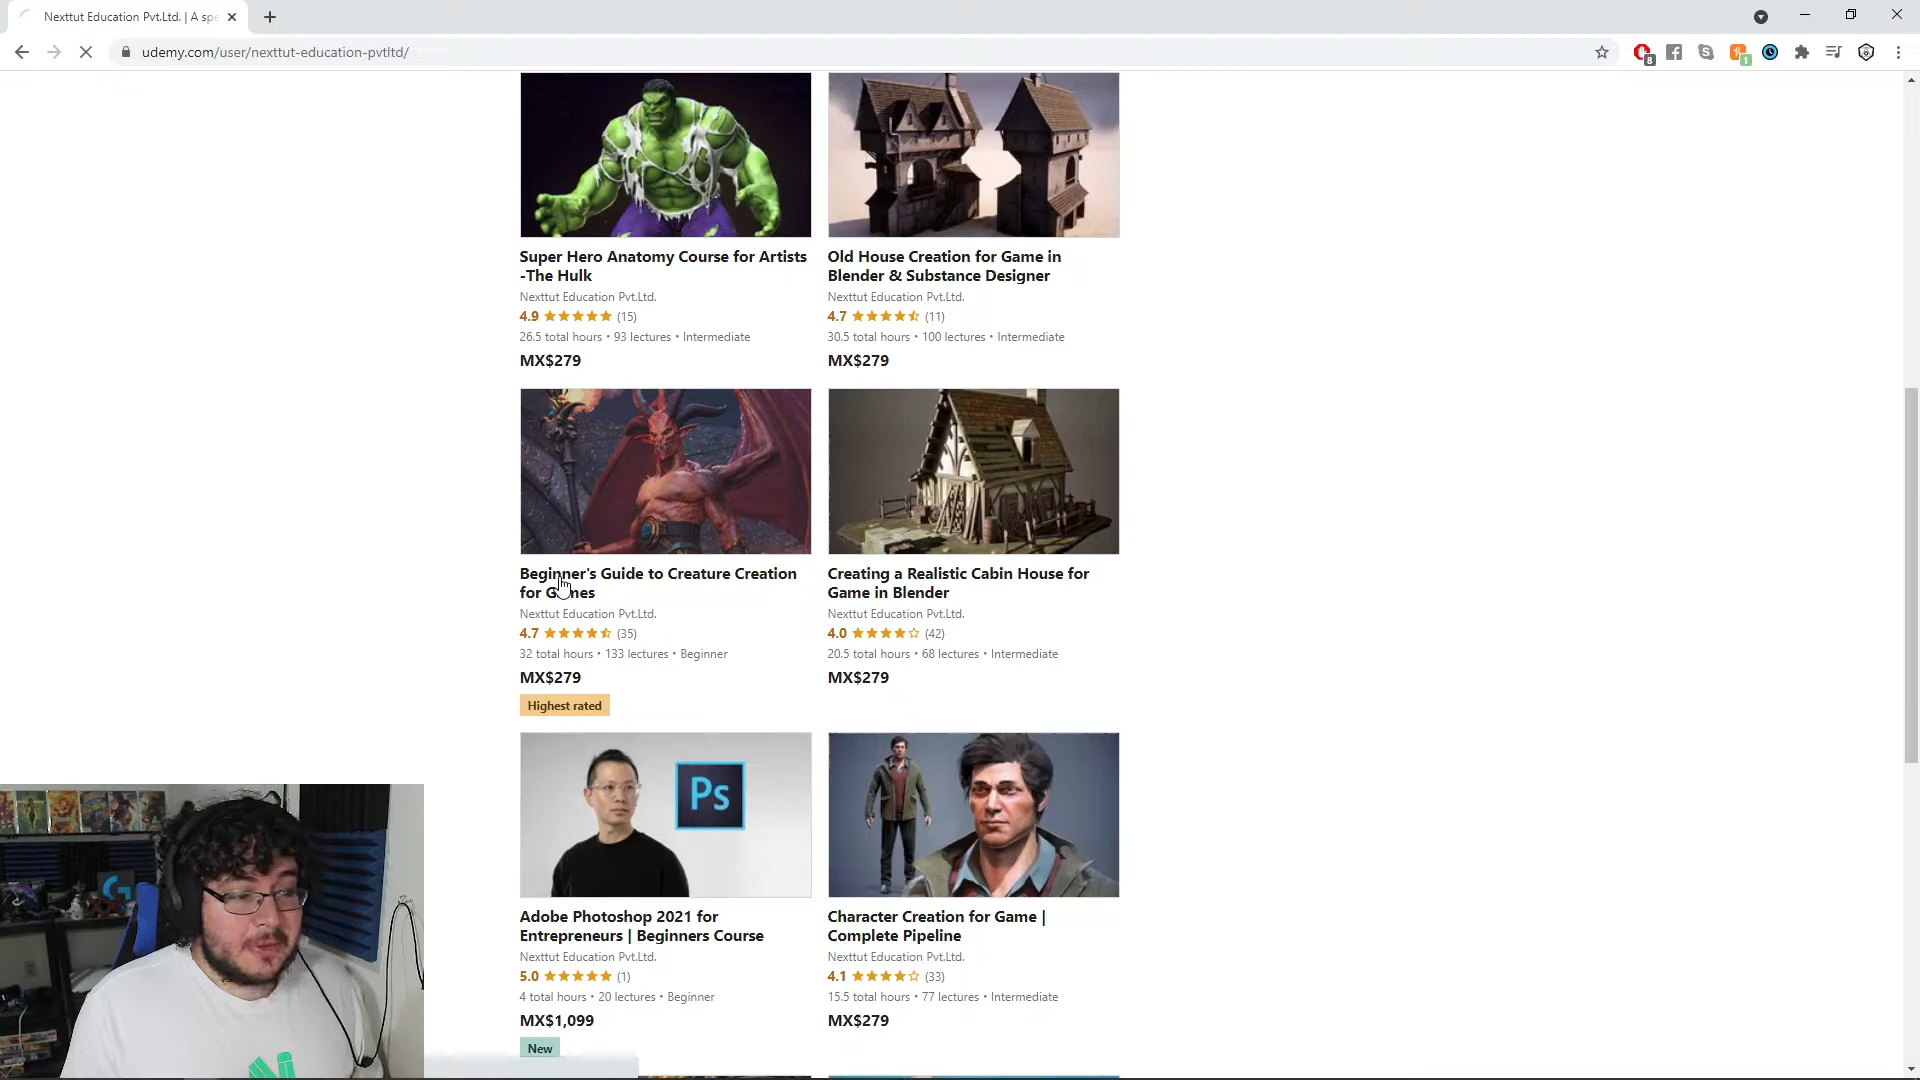 Nexttut Education Pvt.Ltd. | A spe
udemy.com/user/nexttut-education-pvtltd/
8
1
Super Hero Anatomy Course for Artists
-The Hulk
Nexttut Education Pvt.Ltd.
4.9 (15)
26.5 total hours • 93 lectures • Intermediate
MX$279
Old House Creation for Game in
Blender & Substance Designer
Nexttut Education Pvt.Ltd.
4.7 (11)
30.5 total hours • 100 lectures • Intermediate
MX$279
Beginner's Guide to Creature Creation
for Games
Nexttut Education Pvt.Ltd.
4.7 (35)
32 total hours • 133 lectures • Beginner
MX$279
Highest rated
Creating a Realistic Cabin House for
Game in Blender
Nexttut Education Pvt.Ltd.
4.0 (42)
20.5 total hours • 68 lectures • Intermediate
MX$279
Ps
Adobe Photoshop 2021 for
Entrepreneurs | Beginners Course
Nexttut Education Pvt.Ltd.
5.0 (1)
4 total hours • 20 lectures • Beginner
MX$1,099
New
Character Creation for Game |
Complete Pipeline
Nexttut Education Pvt.Ltd.
4.1 (33)
15.5 total hours • 77 lectures • Intermediate
MX$279